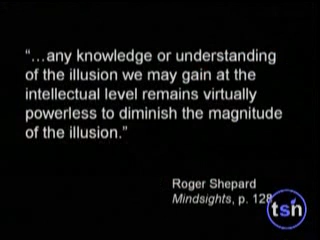 “...any knowledge or understanding
of the illusion we may gain at the
intellectual level remains virtually
powerless to diminish the magnitude
of the illusion.”
Roger Shepard
Mindsights, p. 128
tsn